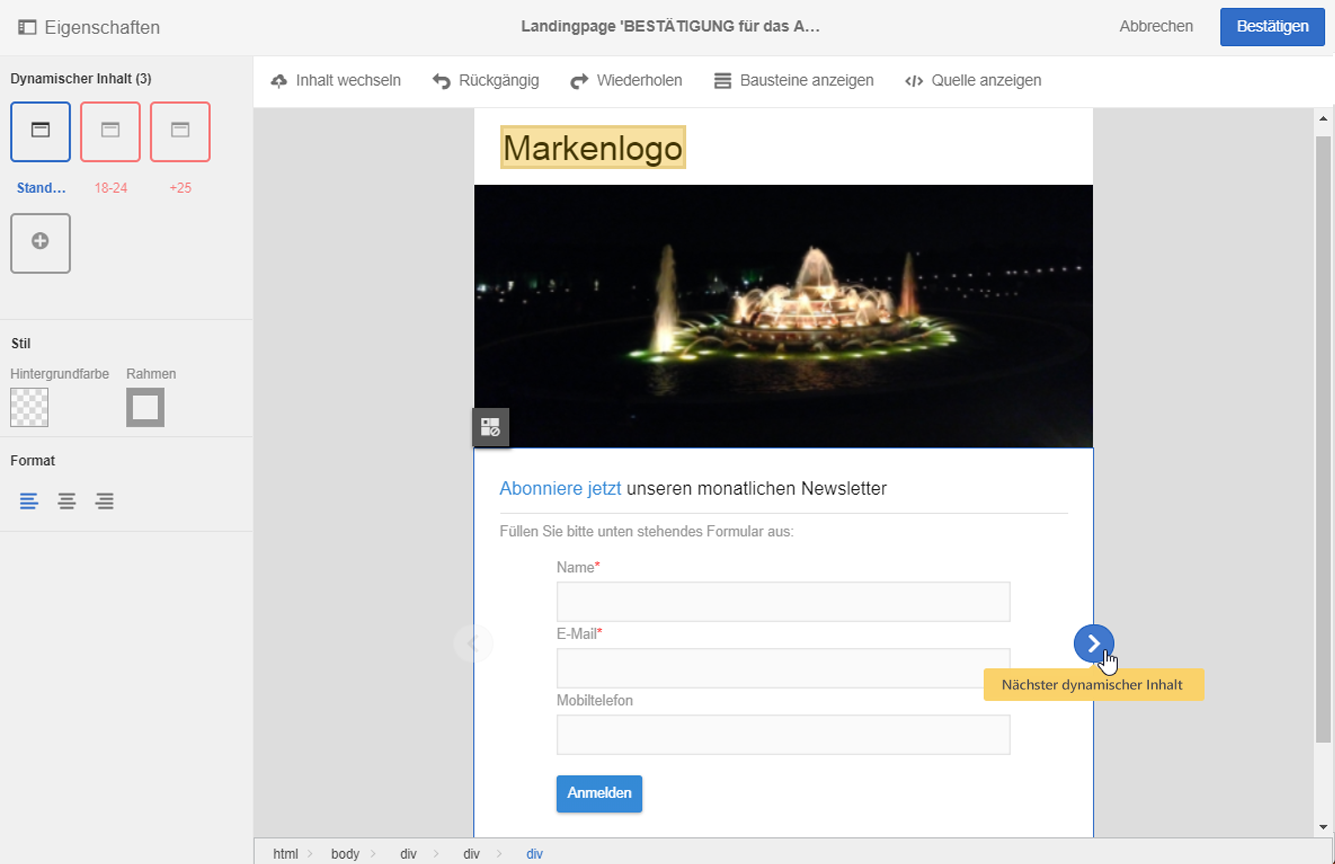 Eigenschaften
Landingpage 'BESTÄTIGUNG für das A...
Abbrechen
Bestätigen
Dynamischer Inhalt (3)
Inhalt wechseln
Rückgängig
Wiederholen
Bausteine anzeigen
</> Quelle anzeigen
Stand...
18-24
+25
Stil
Hintergrundfarbe
Rahmen
Format
Markenlogo
Abonniere jetzt unseren monatlichen Newsletter
Füllen Sie bitte unten stehendes Formular aus:
Name*
E-Mail*
Nächster dynamischer Inhalt
Mobiltelefon
Anmelden
html > body > div > div > div